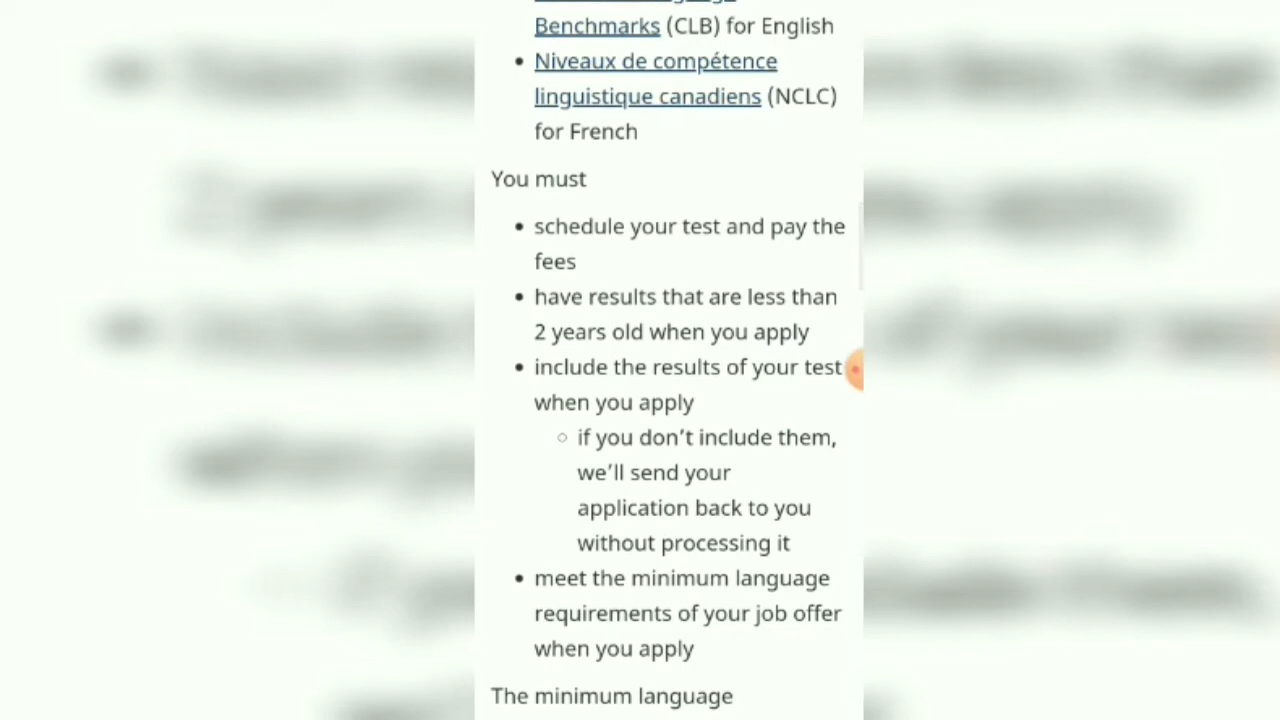 Benchmarks (CLB) for English
• Niveaux de compétence
linguistique canadiens (NCLC)
for French
You must
• schedule your test and pay the
fees
• have results that are less than
2 years old when you apply
• include the results of your test
when you apply
○ if you don’t include them,
we’ll send your
application back to you
without processing it
• meet the minimum language
requirements of your job offer
when you apply
The minimum language